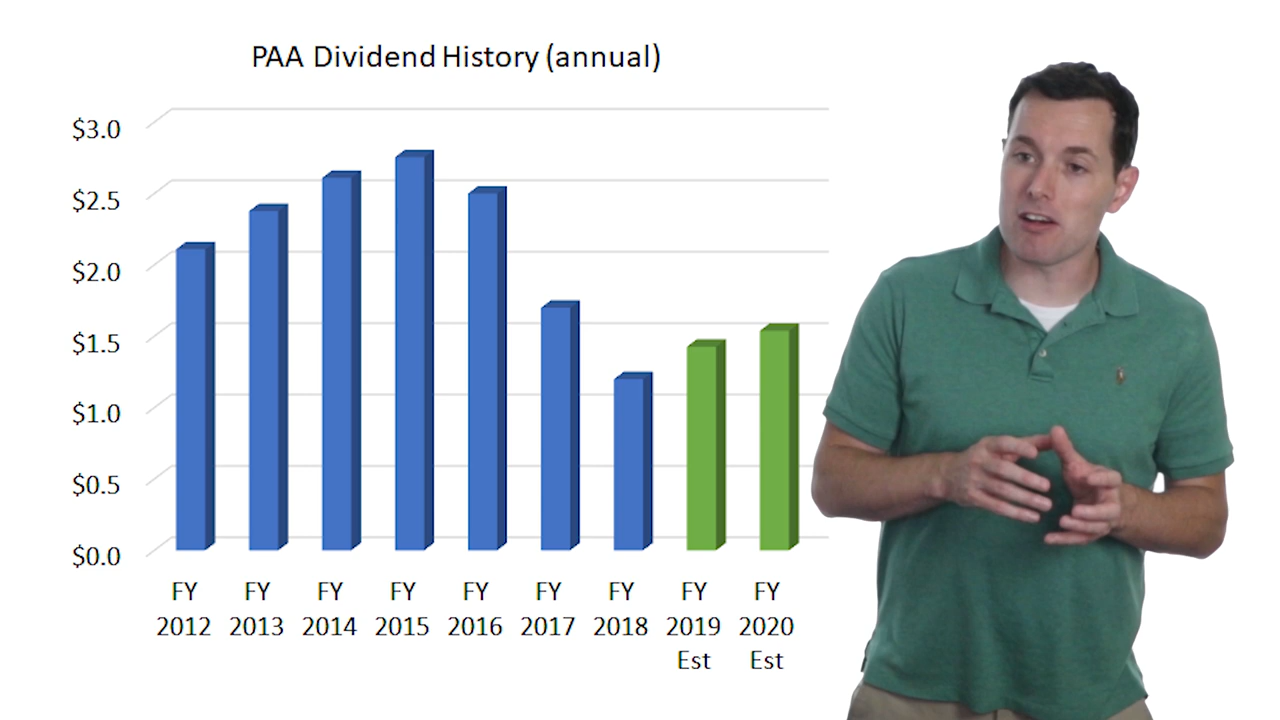 PAA Dividend History (annual)
$3.0
$2.5
$2.0
$1.5
$1.0
$0.5
$0.0
FY FY FY FY FY FY FY FY FY
2012 2013 2014 2015 2016 2017 2018 2019 2020
Est Est